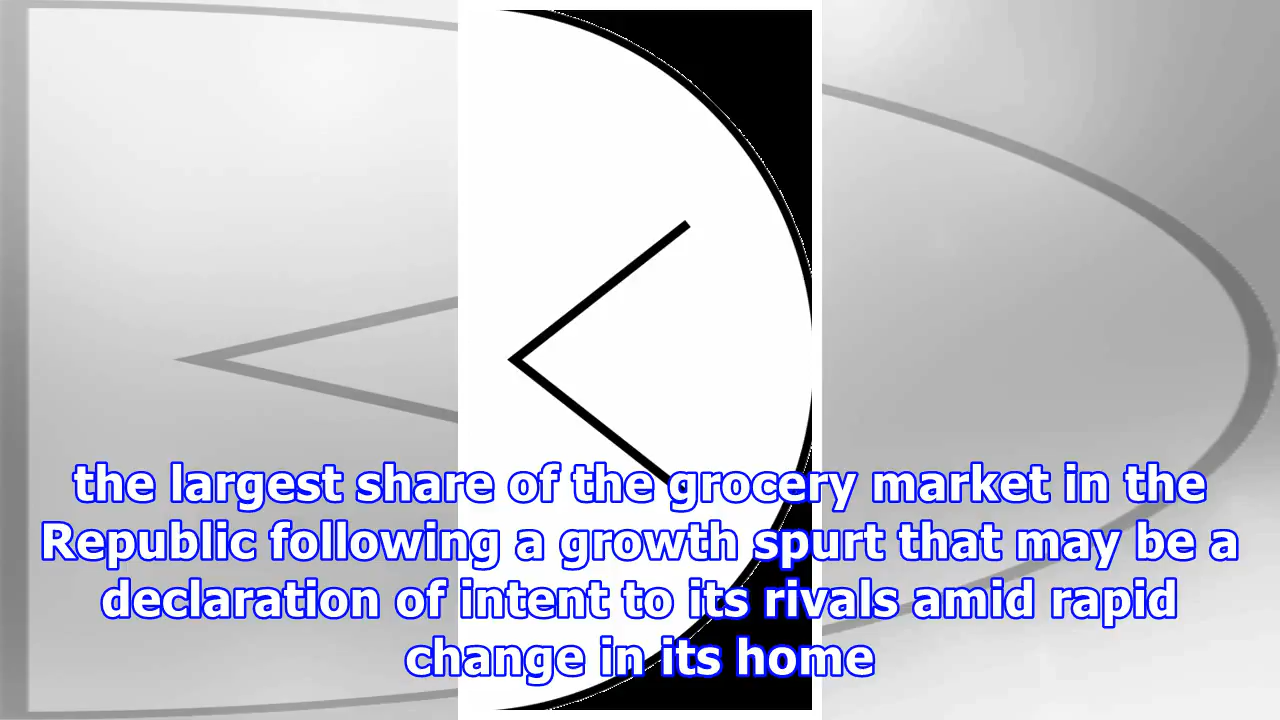 the largest share of the grocery market in the
Republic following a growth spurt that may be a
declaration of intent to its rivals amid rapid
change in its home